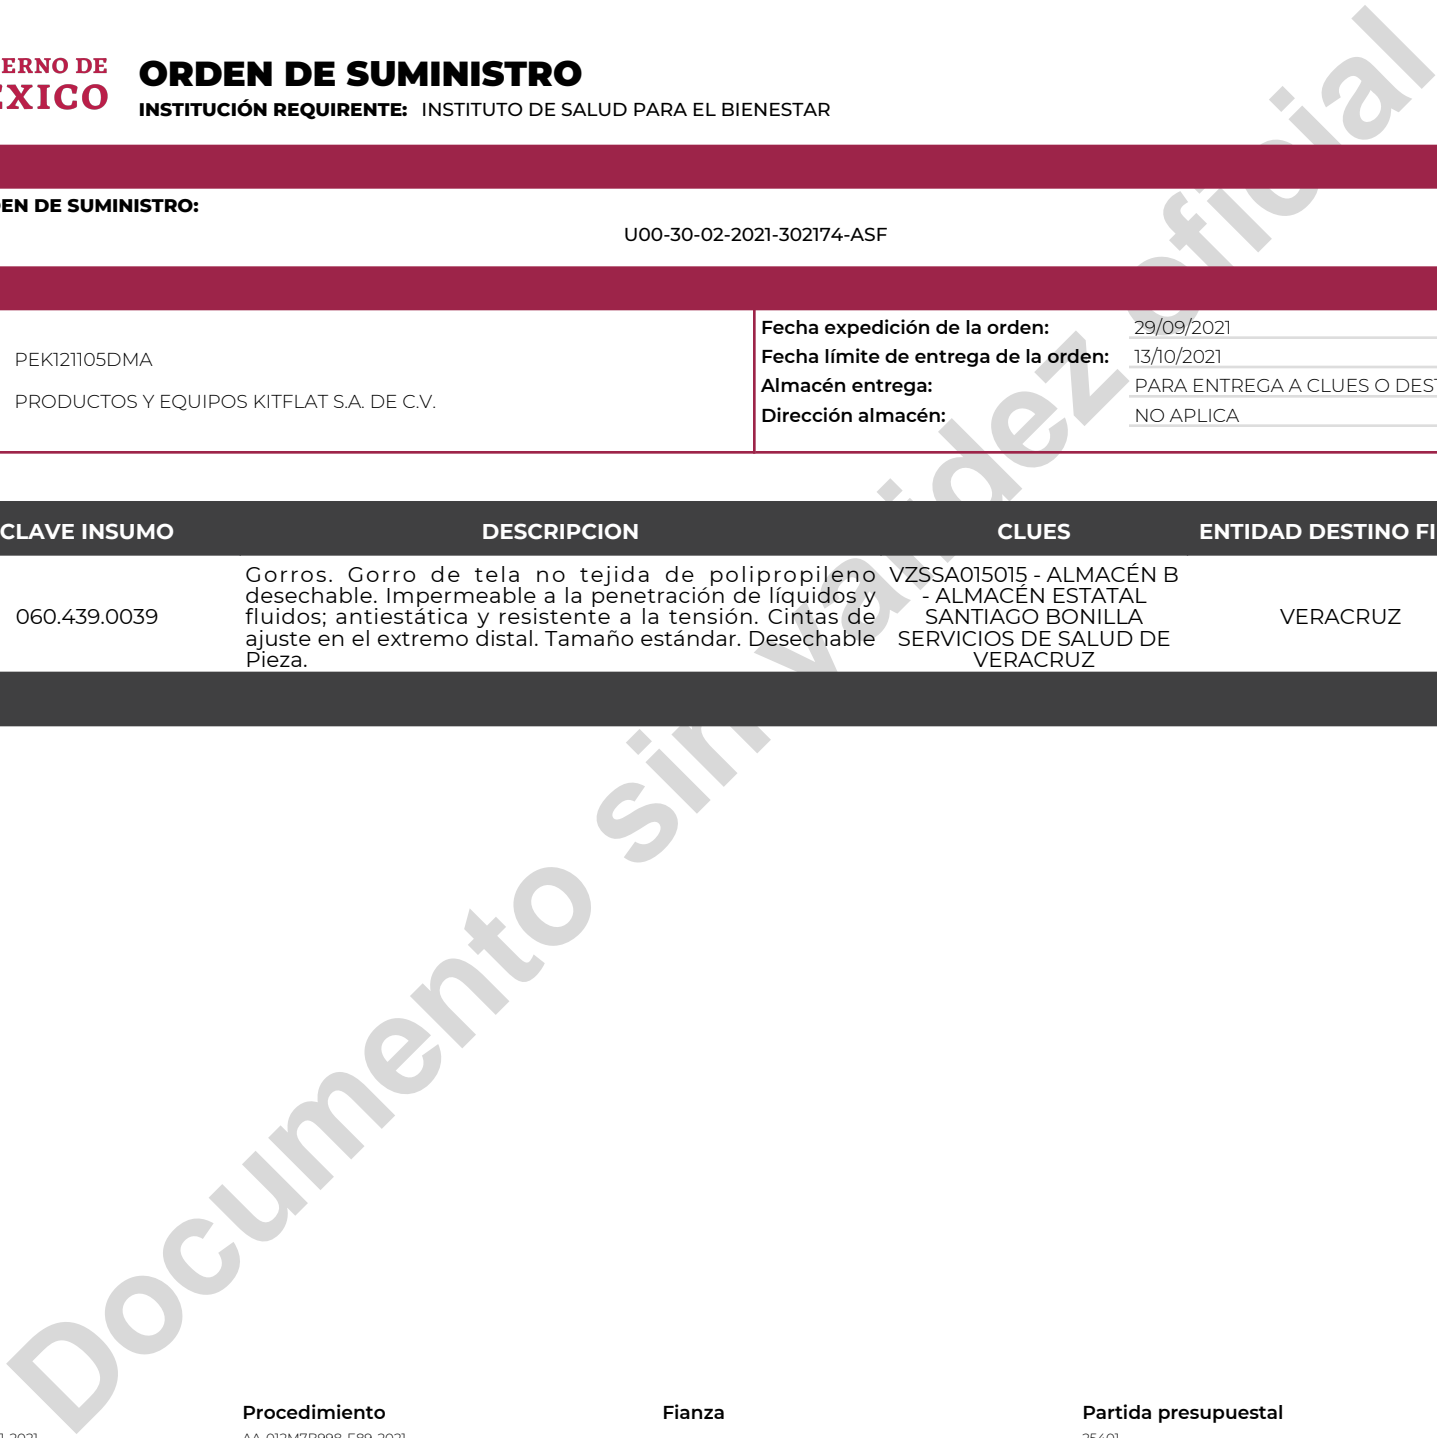 ERNO DE
ORDEN DE SUMINISTRO
EXICO
INSTITUCIÓN REQUIRENTE: INSTITUTO DE SALUD PARA EL BIENESTAR
EN DE SUMINISTRO:
U00-30-02-2021-302174-ASF
Fecha expedición de la orden: 29/09/2021
PEK121105DMA
Fecha límite de entrega de la orden: 13/10/2021
Almacén entrega: PARA ENTREGA A CLUES O DEST
PRODUCTOS Y EQUIPOS KITFLAT S.A. DE C.V.
Dirección almacén: NO APLICA
CLAVE INSUMO DESCRIPCION CLUES ENTIDAD DESTINO FI
060.439.0039
Gorros. Gorro de tela no tejida de polipropileno
desechable. Impermeable a la penetración de líquidos y
fluidos; antiestática y resistente a la tensión. Cintas de
ajuste en el extremo distal. Tamaño estándar. Desechable
Pieza.
VZSSA015015 - ALMACÉN B
- ALMACÉN ESTATAL
SANTIAGO BONILLA
SERVICIOS DE SALUD DE
VERACRUZ
VERACRUZ
Documento sin validez oficial
Procedimiento Fianza Partida presupuestal